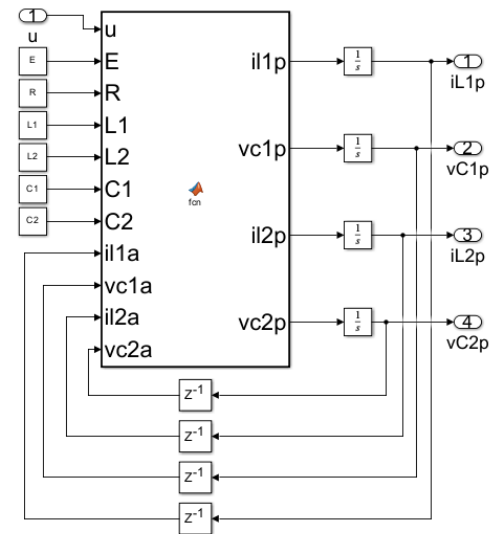 1
u
E
R
L1
L2
C1
C2
u
E
R
L1
L2
C1
C2
il1a
vc1a
il2a
vc2a
fcn
il1p
vc1p
il2p
vc2p
1
s
1
s
1
s
1
s
1
iL1p
2
vC1p
3
iL2p
4
vC2p
z-1
z-1
z-1
z-1